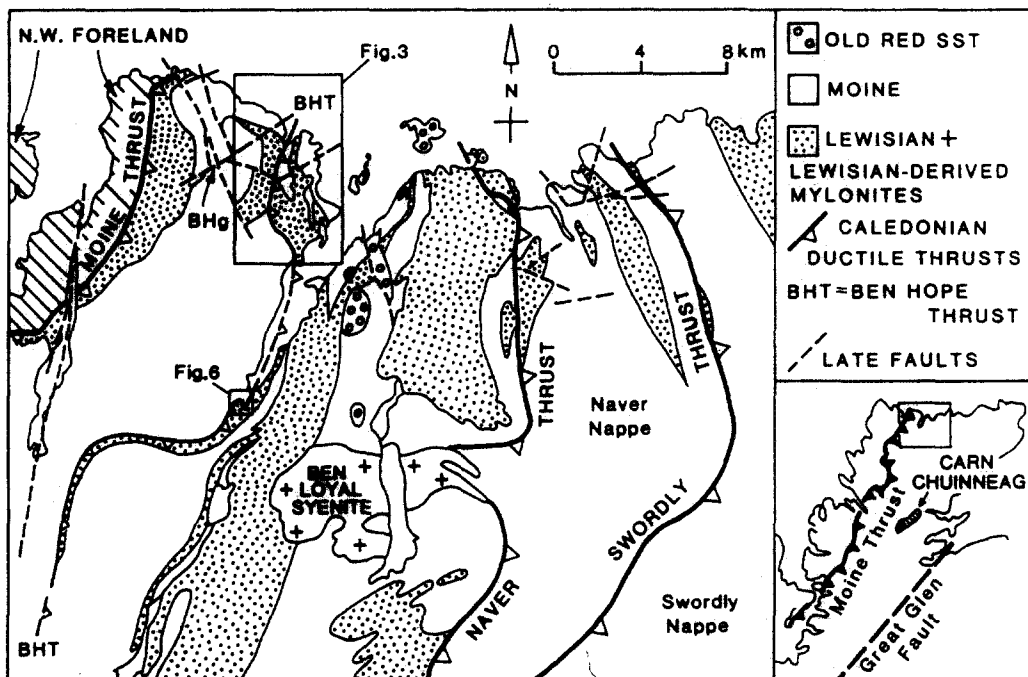 N.W. FORELAND
Fig.3
BHT
0 4 8km
N
THRUST
MOINE
BHg
Fig.6
THRUST
THRUST
Naver
Nappe
BEN
LOYAL
SYENITE
SWORDLY
NAVER
Swordly
Nappe
BHT
OLD RED SST
MOINE
LEWISIAN +
LEWISIAN-DERIVED
MYLONITES
CALEDONIAN
DUCTILE THRUSTS
BHT=BEN HOPE
THRUST
LATE FAULTS
CARN
CHUINNEAG
Moine Thrust
Great Glen
Fault